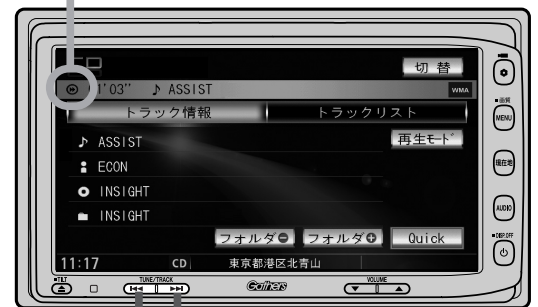 切 替
1'03" ♪ ASSIST WMA
トラック情報 トラックリスト
ASSIST 再生モード
ECON
INSIGHT
INSIGHT
フォルダ フォルダ Quick
11:17 CD 東京都港区北青山
画質
MENU
現在地
AUDIO
DISP.OFF
TILT TUNE/TRACK Gathers VOLUME